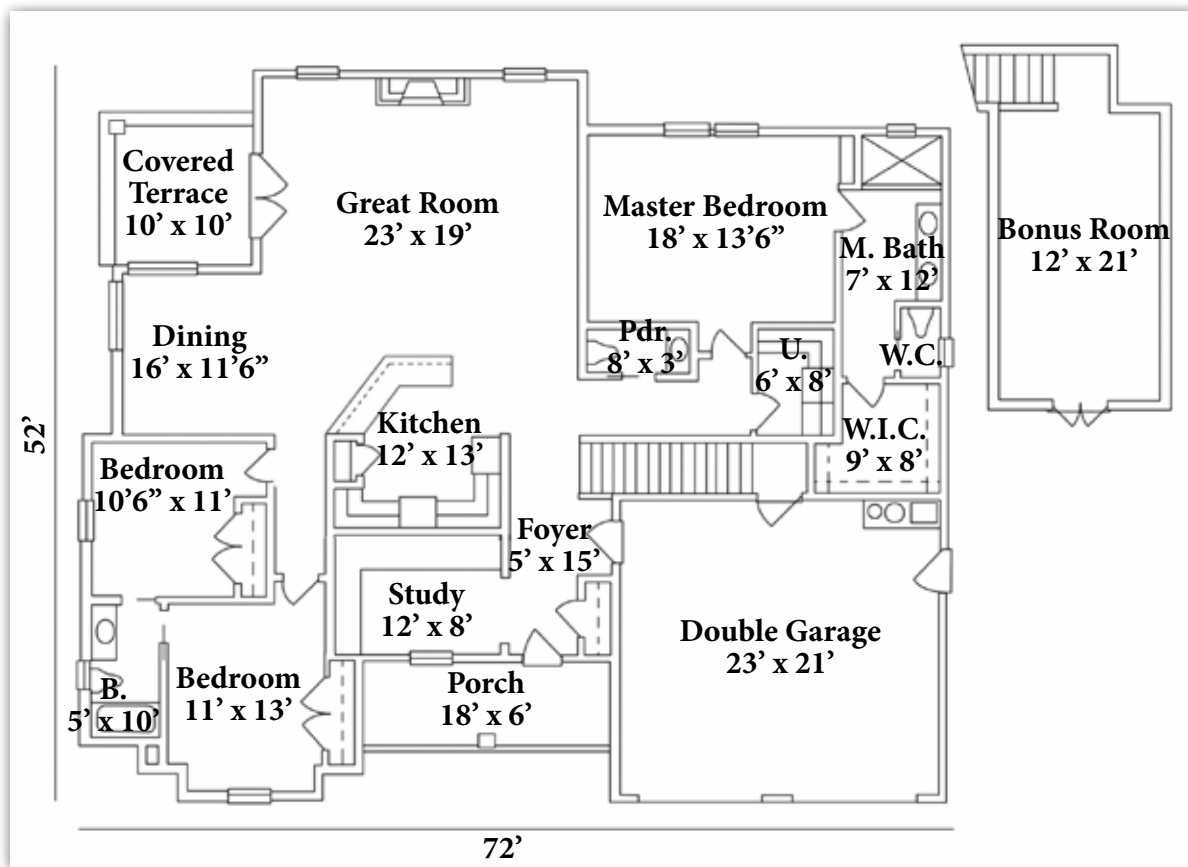 Covered
Terrace
10’ x 10’
Great Room
23’ x 19’
Master Bedroom
18’ x 13’6”
M. Bath
7’ x 12’
Bonus Room
12’ x 21’
Dining
16’ x 11’6”
Pdr.
8’ x 3’
U.
6’ x 8’
W.C.
52’
Kitchen
12’ x 13’
W.I.C.
9’ x 8’
Bedroom
10’6” x 11’
Foyer
5’ x 15’
Study
12’ x 8’
Double Garage
23’ x 21’
B.
5’ x 10’
Bedroom
11’ x 13’
Porch
18’ x 6’
72’